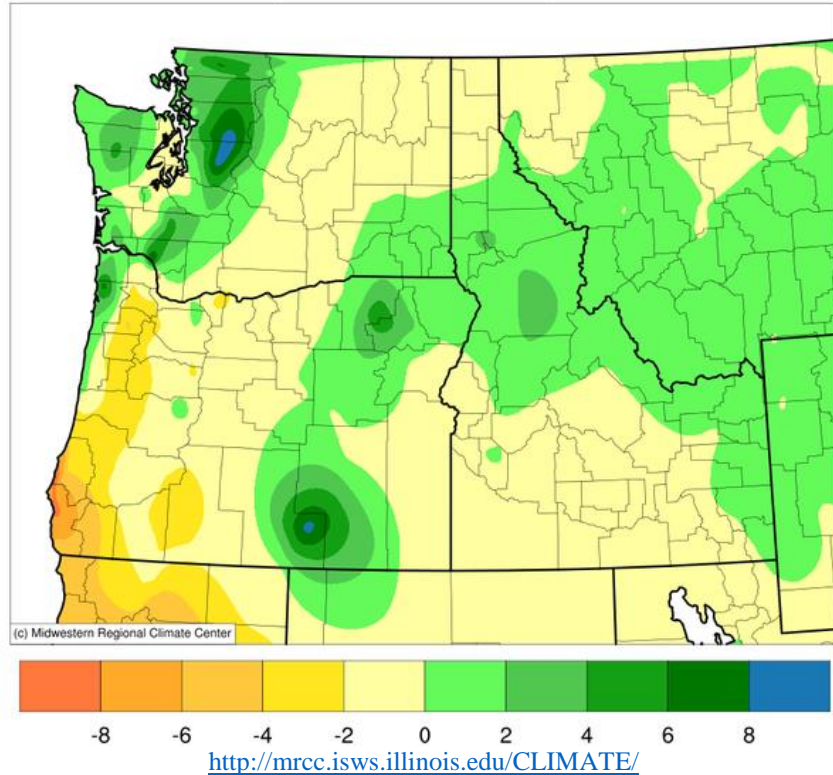 (c) Midwestern Regional Climate Center
-8 -6 -4 -2 0 2 4 6 8
http://mrcc.isws.illinois.edu/CLIMATE/